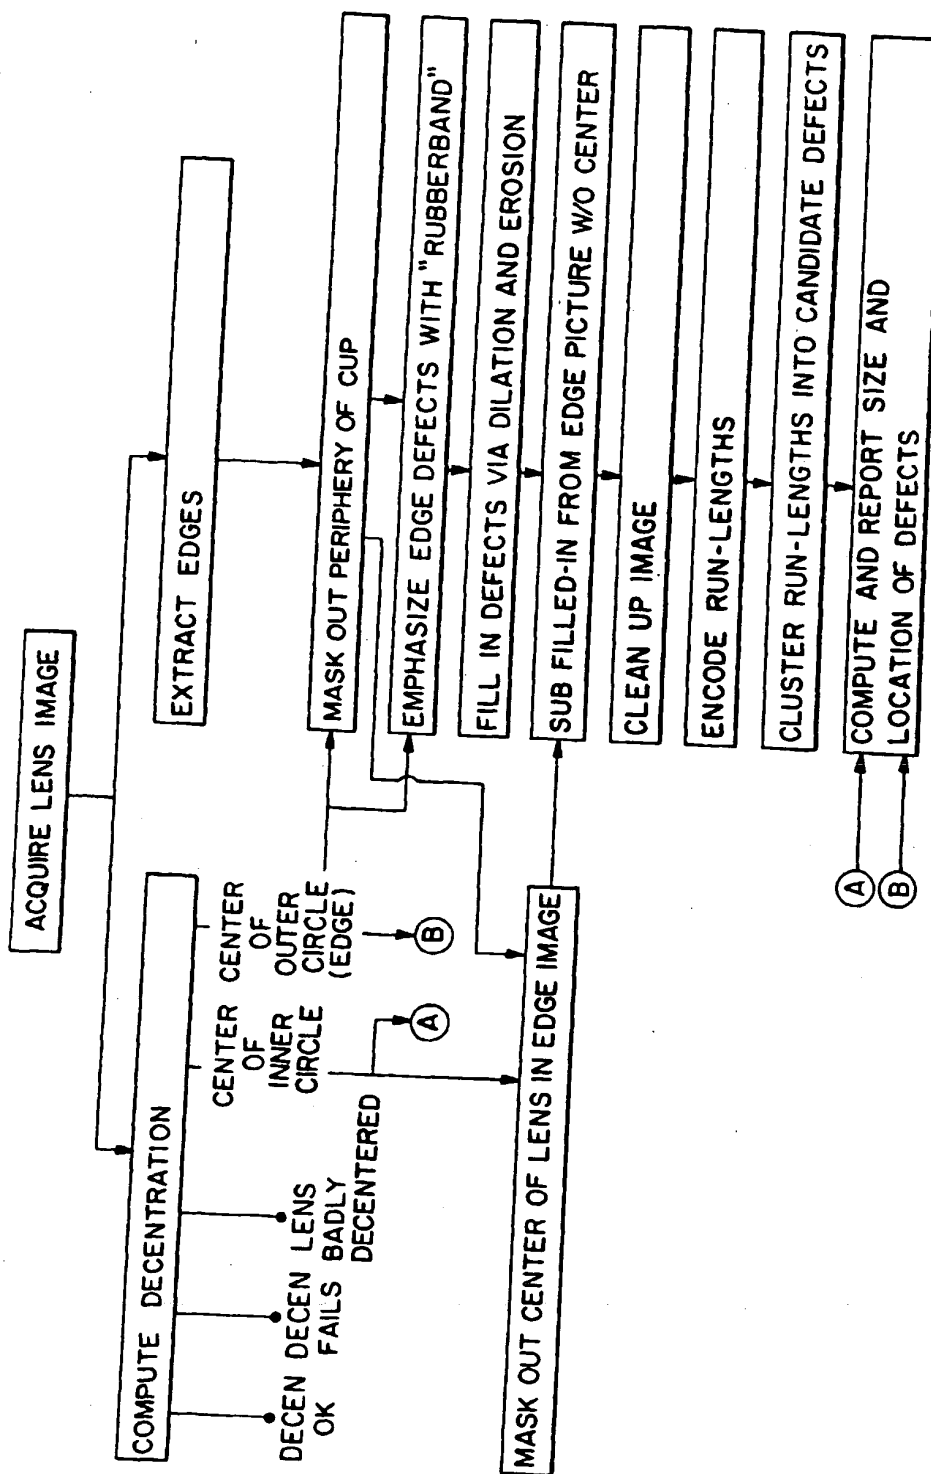 ACQUIRE LENS IMAGE
COMPUTE DECENTRATION
EXTRACT EDGES
DECEN
OK
DECEN
FAILS
LENS
BADLY
DECENTERED
CENTER
OF
INNER
CIRCLE
CENTER
OF
OUTER
CIRCLE
(EDGE)
A
B
MASK OUT PERIPHERY OF CUP
EMPHASIZE EDGE DEFECTS WITH "RUBBERBAND"
FILL IN DEFECTS VIA DILATION AND EROSION
MASK OUT CENTER OF LENS IN EDGE IMAGE
SUB FILLED-IN FROM EDGE PICTURE W/O CENTER
CLEAN UP IMAGE
ENCODE RUN-LENGTHS
CLUSTER RUN-LENGTHS INTO CANDIDATE DEFECTS
A
B
COMPUTE AND REPORT SIZE AND
LOCATION OF DEFECTS